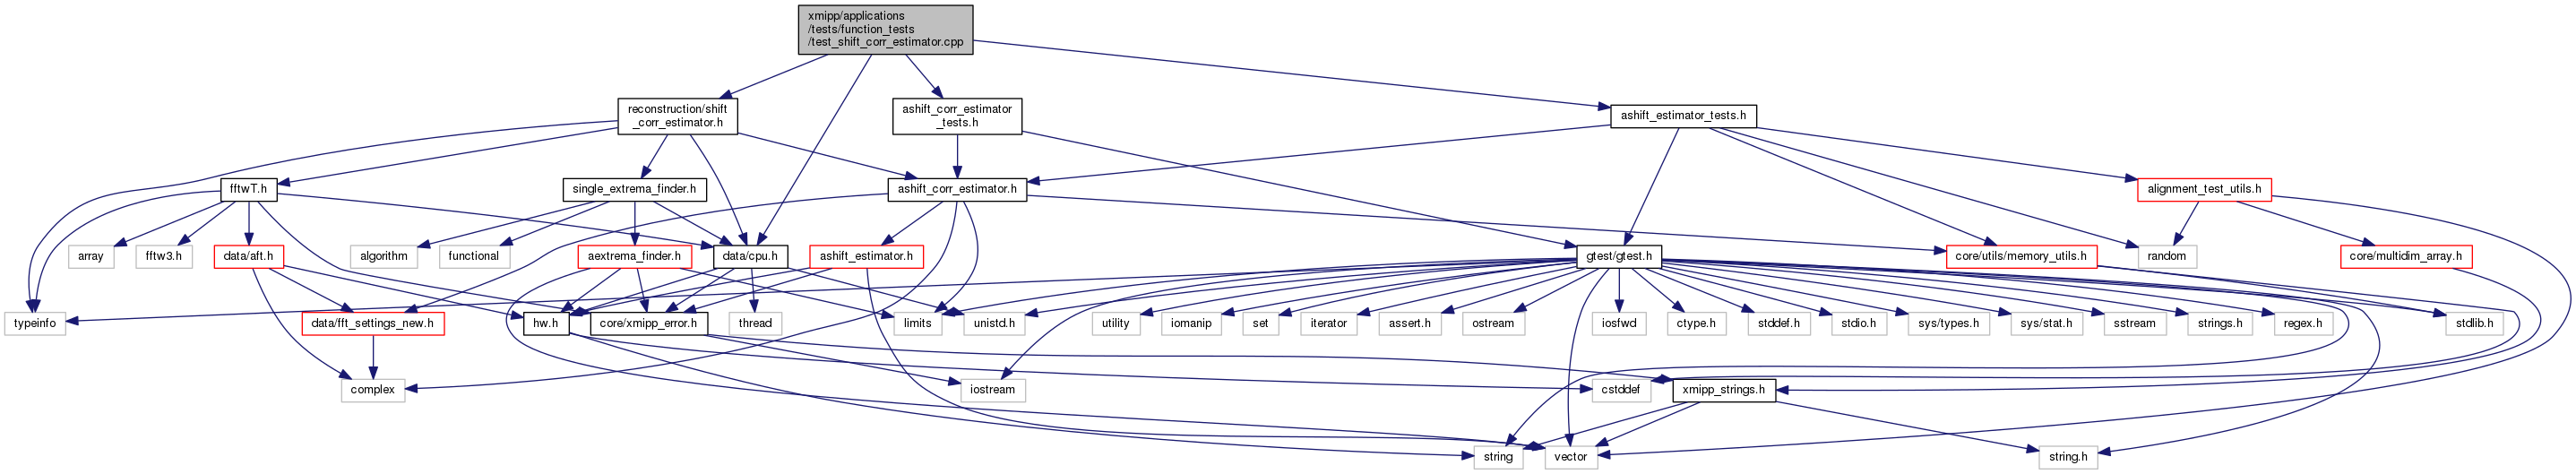 xmipp/applications
/tests/function_tests
/test_shift_corr_estimator.cpp
reconstruction/shift
_corr_estimator.h
ashift_corr_estimator
_tests.h
ashift_estimator_tests.h
fftwT.h
single_extrema_finder.h
ashift_corr_estimator.h
alignment_test_utils.h
array
fftw3.h
data/aft.h
algorithm
functional
aextrema_finder.h
data/cpu.h
ashift_estimator.h
gtest/gtest.h
core/utils/memory_utils.h
random
core/multidim_array.h
typeinfo
data/fft_settings_new.h
hw.h
core/xmipp_error.h
thread
limits
unistd.h
utility
iomanip
set
iterator
assert.h
ostream
iosfwd
ctype.h
stddef.h
stdio.h
sys/types.h
sys/stat.h
sstream
strings.h
regex.h
stdlib.h
complex
iostream
cstddef
xmipp_strings.h
string
vector
string.h